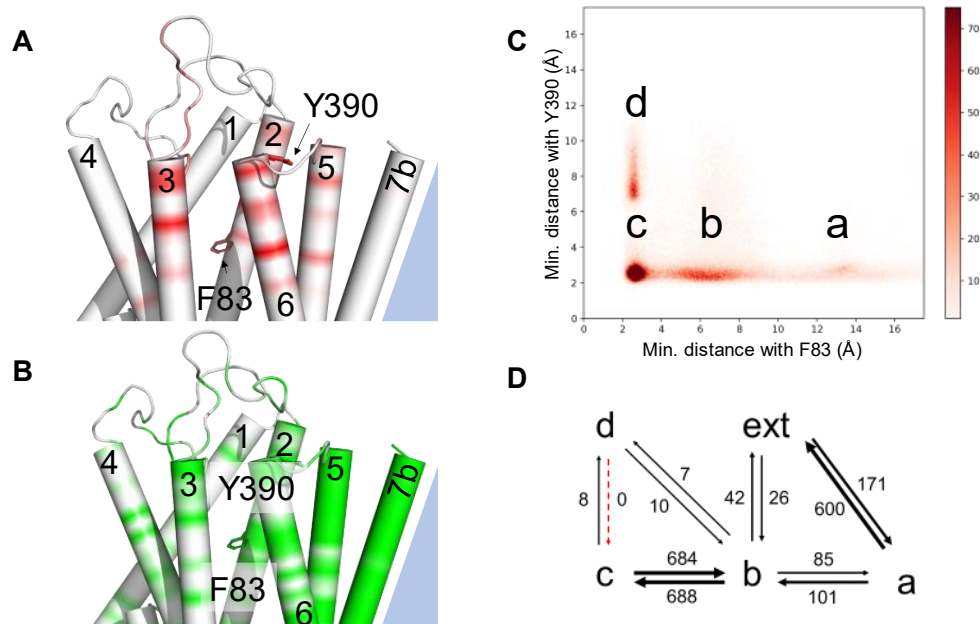 A
Y390
1
2
3
4
5
7b
F83
6
B
1
2
3
4
5
7b
Y390
F83
6
C
Min. distance with Y390 (Å)
16
14
12
10
8
6
4
2
0
d
c
b
a
0 2 4 6 8 10 12 14 16
Min. distance with F83 (Å)
70
60
50
40
30
20
10
D
d
ext
8
0
7
10
42
26
171
600
c
684
688
b
85
101
a